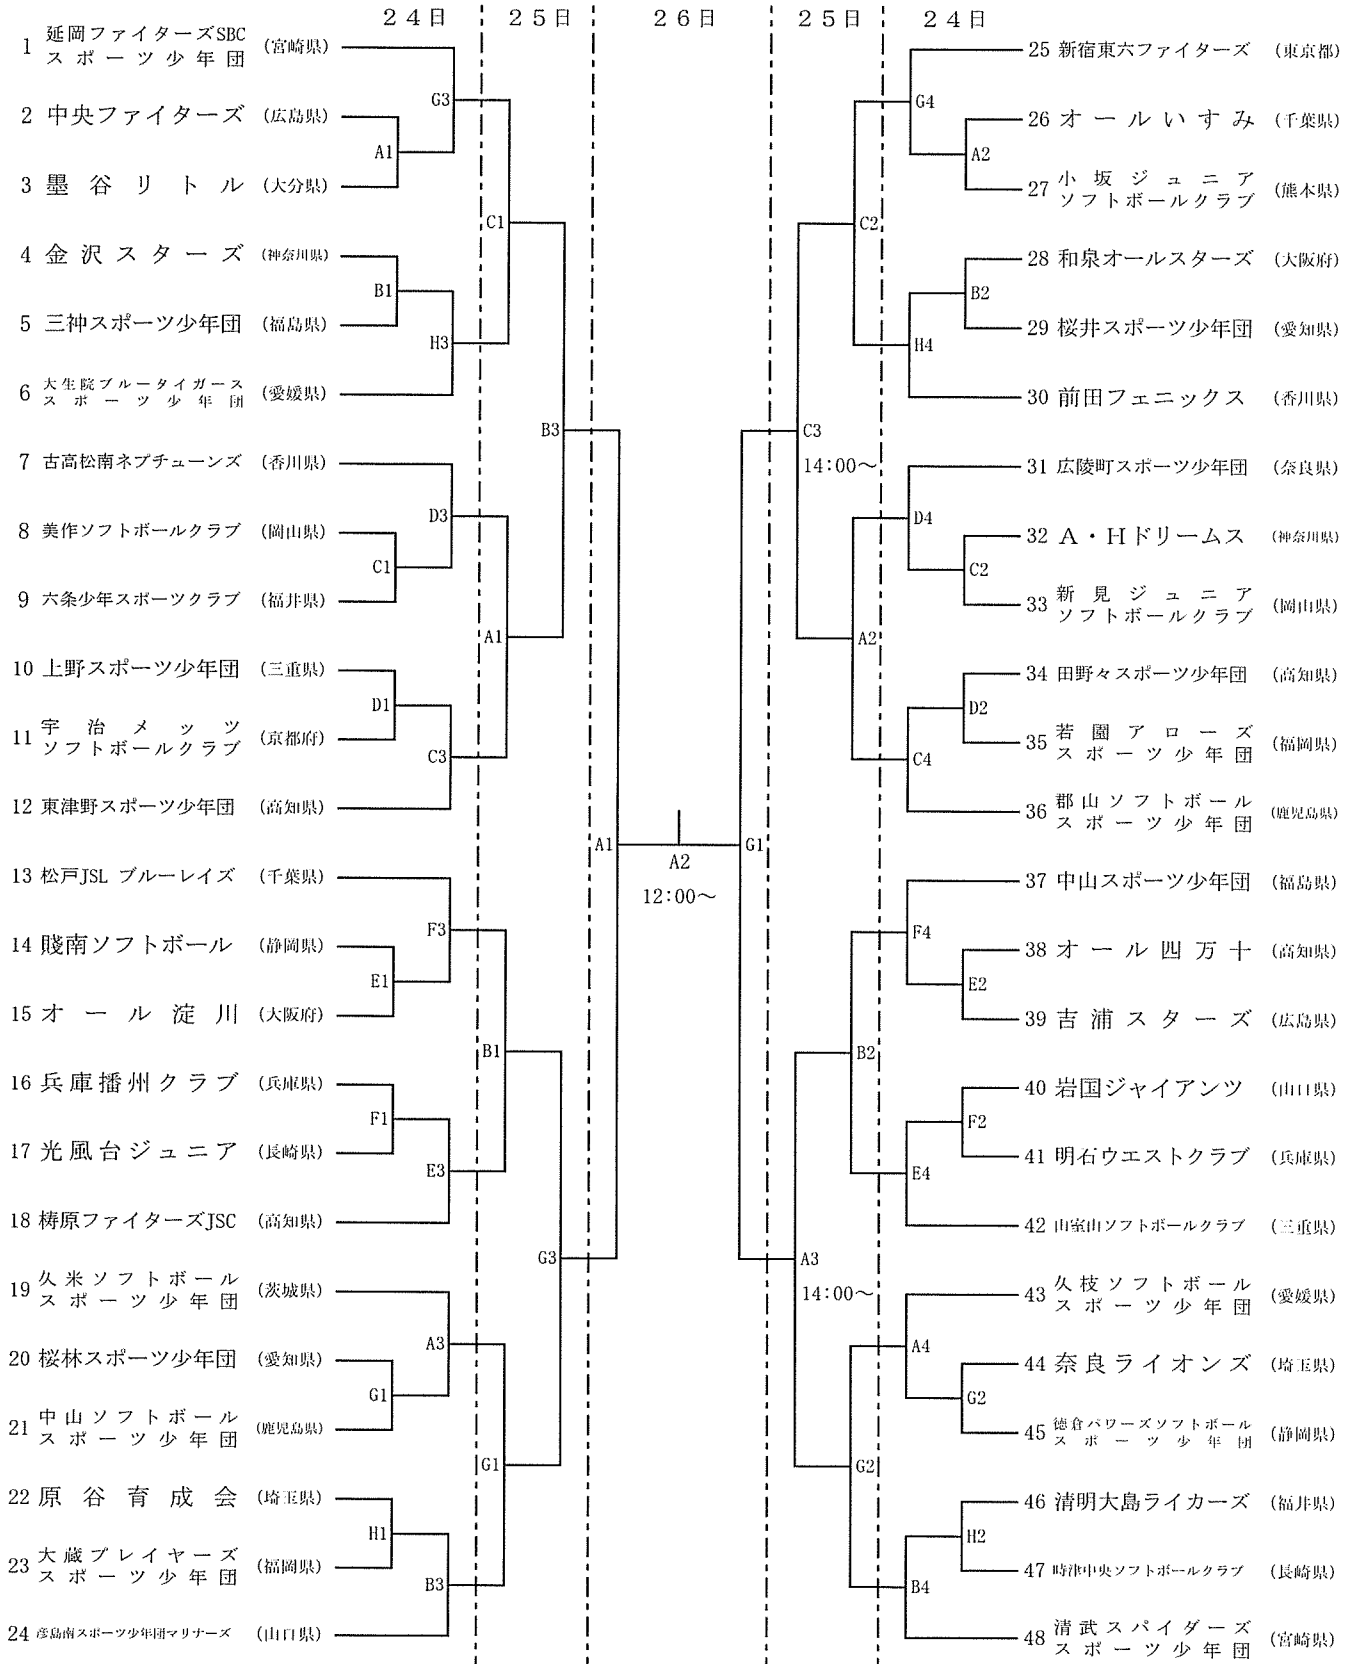 ２４日 ２５日 ２６日 ２５日 ２４日
1 延岡ファイターズSBC
スポーツ少年団 (宮崎県)
2 中央ファイターズ (広島県)
3 墨谷リトル (大分県)
4 金沢スターズ (神奈川県)
5 三神スポーツ少年団 (福島県)
6 大生院ブルータイガース
スポーツ少年団 (愛媛県)
7 古高松南ネプチューンズ (香川県)
8 美作ソフトボールクラブ (岡山県)
9 六条少年スポーツクラブ (福井県)
10 上野スポーツ少年団 (三重県)
11 宇治メッツ
ソフトボールクラブ (京都府)
12 東津野スポーツ少年団 (高知県)
13 松戸JSL ブルーレイズ (千葉県)
14 賤南ソフトボール (静岡県)
15 オール淀川 (大阪府)
16 兵庫播州クラブ (兵庫県)
17 光風台ジュニア (長崎県)
18 梼原ファイターズJSC (高知県)
19 久米ソフトボール
スポーツ少年団 (茨城県)
20 桜林スポーツ少年団 (愛知県)
21 中山ソフトボール
スポーツ少年団 (鹿児島県)
22 原谷育成会 (埼玉県)
23 大蔵プレイヤーズ
スポーツ少年団 (福岡県)
24 彦島南スポーツ少年団マリナーズ (山口県)
G3
A1
C1
B1
H3
B3
D3
C1
A1
D1
C3
A1
F3
E1
B1
F1
E3
G3
A3
G1
G1
H1
B3
A2
12:00～
G1
G4
A2
C2
B2
H4
C3
14:00～
D4
C2
A2
D2
C4
F4
E2
B2
F2
E4
A3
14:00～
A4
G2
G2
H2
B4
25 新宿東六ファイターズ (東京都)
26 オールいすみ (千葉県)
27 小坂ジュニア
ソフトボールクラブ (熊本県)
28 和泉オールスターズ (大阪府)
29 桜井スポーツ少年団 (愛知県)
30 前田フェニックス (香川県)
31 広陵町スポーツ少年団 (奈良県)
32 Ａ・Ｈドリームス (神奈川県)
33 新見ジュニア
ソフトボールクラブ (岡山県)
34 田野々スポーツ少年団 (高知県)
35 若園アローズ
スポーツ少年団 (福岡県)
36 郡山ソフトボール
スポーツ少年団 (鹿児島県)
37 中山スポーツ少年団 (福島県)
38 オール四万十 (高知県)
39 吉浦スターズ (広島県)
40 岩国ジャイアンツ (山口県)
41 明石ウエストクラブ (兵庫県)
42 山室山ソフトボールクラブ (三重県)
43 久枝ソフトボール
スポーツ少年団 (愛媛県)
44 奈良ライオンズ (埼玉県)
45 徳倉パワーズソフトボール
スポーツ少年団 (静岡県)
46 清明大島ライカーズ (福井県)
47 時津中央ソフトボールクラブ (長崎県)
48 清武スパイダーズ
スポーツ少年団 (宮崎県)